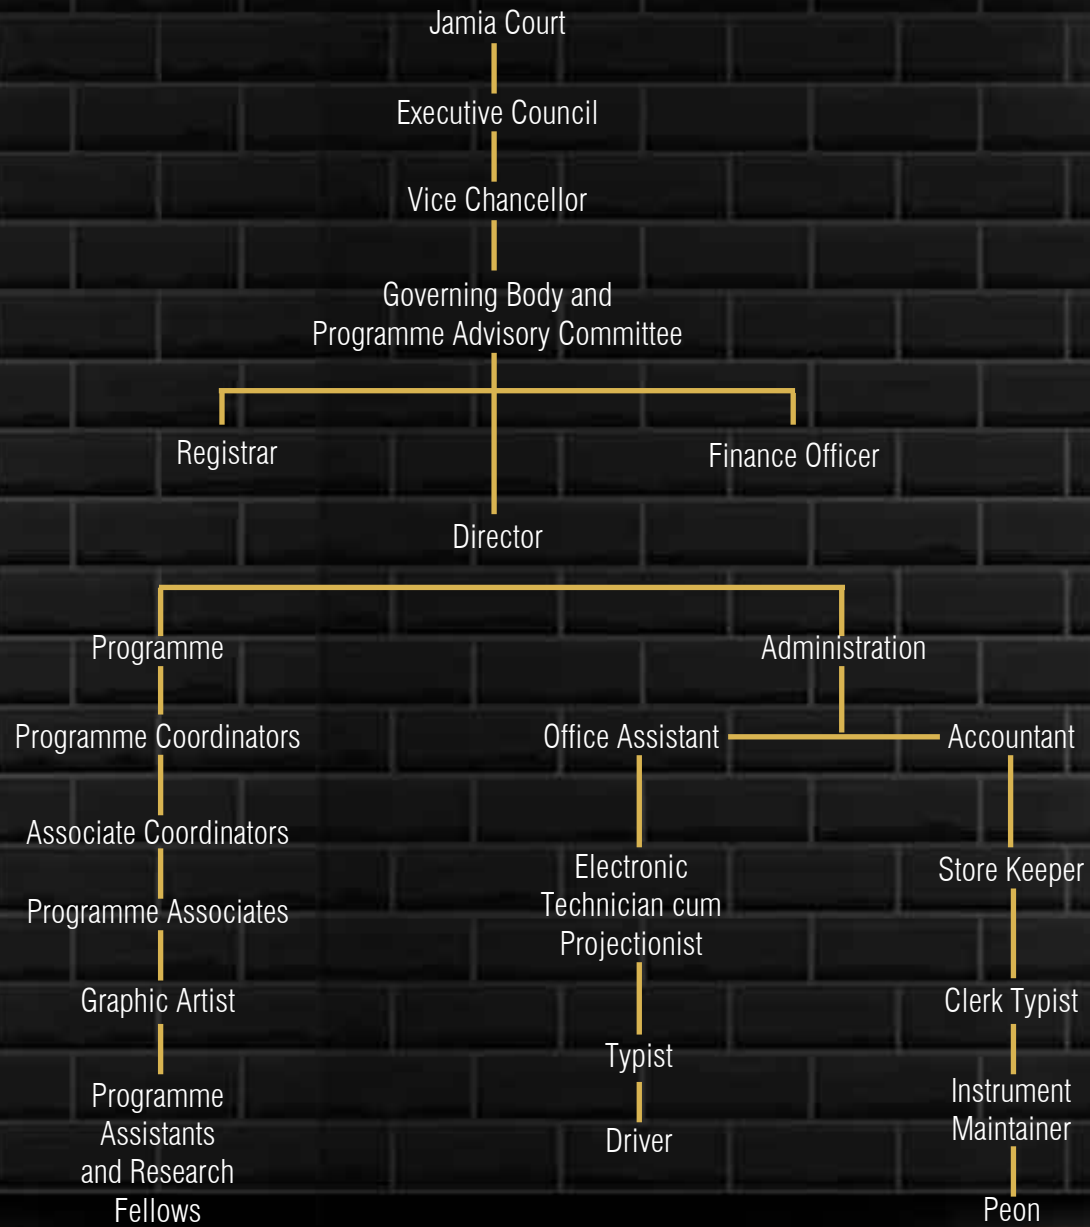 Jamia Court
Executive Council
Vice Chancellor
Governing Body and
Programme Advisory Committee
Registrar
Finance Officer
Director
Programme
Administration
Programme Coordinators
Office Assistant
Accountant
Associate Coordinators
Programme Associates
Graphic Artist
Programme
Assistants
and Research
Fellows
Electronic
Technician cum
Projectionist
Typist
Driver
Store Keeper
Clerk Typist
Instrument
Maintainer
Peon